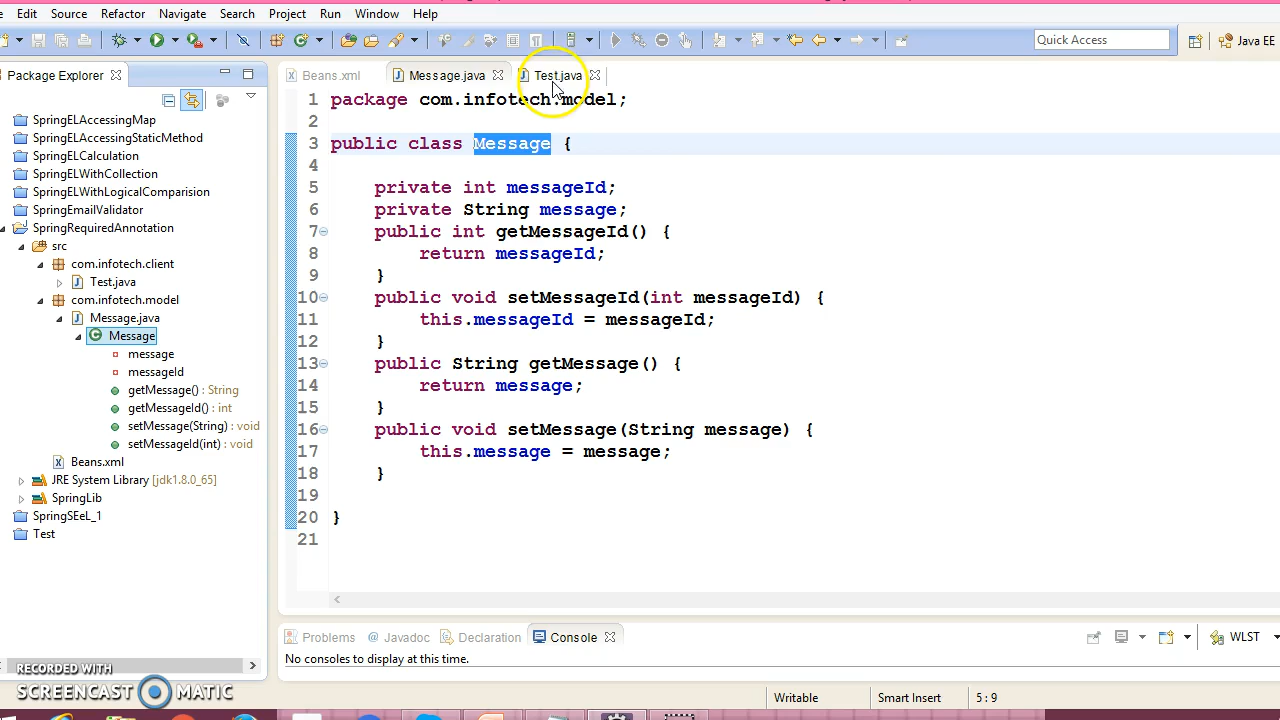 Edit Source Refactor Navigate Search Project Run Window Help
Quick Access
Java EE
Package Explorer
SpringELAccessingMap
SpringELAccessingStaticMethod
SpringELCalculation
SpringELWithCollection
SpringELWithLogicalComparision
SpringEmailValidator
SpringRequiredAnnotation
src
com.infotech.client
Test.java
com.infotech.model
Message.java
Message
message
messageId
getMessage() : String
getMessageId() : int
setMessage(String) : void
setMessageId(int) : void
Beans.xml
JRE System Library [jdk1.8.0_65]
SpringLib
SpringSEeL_1
Test
Beans.xml Message.java Test.java
1 package com.infotech.model;
2
3 public class Message {
4
5 private int messageId;
6 private String message;
7 public int getMessageId() {
8 return messageId;
9 }
10 public void setMessageId(int messageId) {
11 this.messageId = messageId;
12 }
13 public String getMessage() {
14 return message;
15 }
16 public void setMessage(String message) {
17 this.message = message;
18 }
19
20 }
21
Problems @ Javadoc Declaration Console
WLST
No consoles to display at this time.
RECORDED WITH
SCREENCAST MATIC
Writable Smart Insert 5 : 9